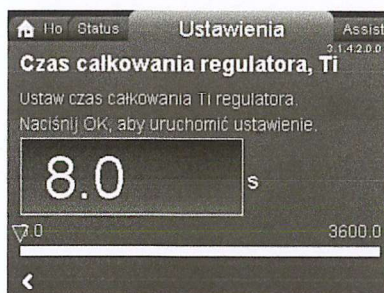 Ho Status Ustawienia Assist
3.1.4.2.0.0
Czas całkowania regulatora, Ti
Ustaw czas całkowania Ti regulatora.
Naciśnij OK, aby uruchomić ustawienie.
8.0 s
3600.0